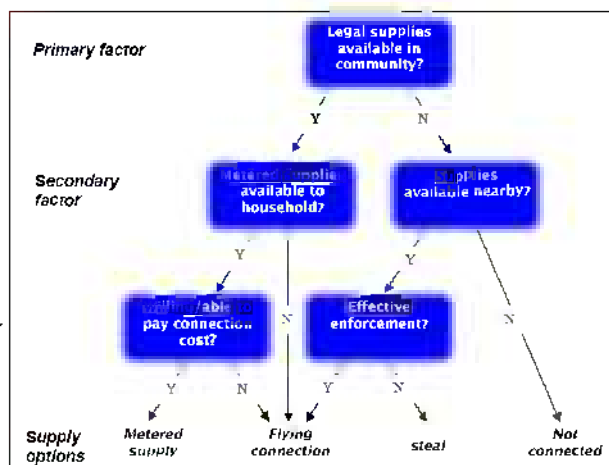 Primary factor
Legal supplies
available in
community?
Y
N
Secondary
factor
Metered supplies
available to
household?
Supplies
available nearby?
Y
Y
Willing/able to
pay connection
cost?
N
Effective
enforcement?
N
Y
N
Y
N
Supply
options
Metered
supply
Flying
connection
steal
Not
connected